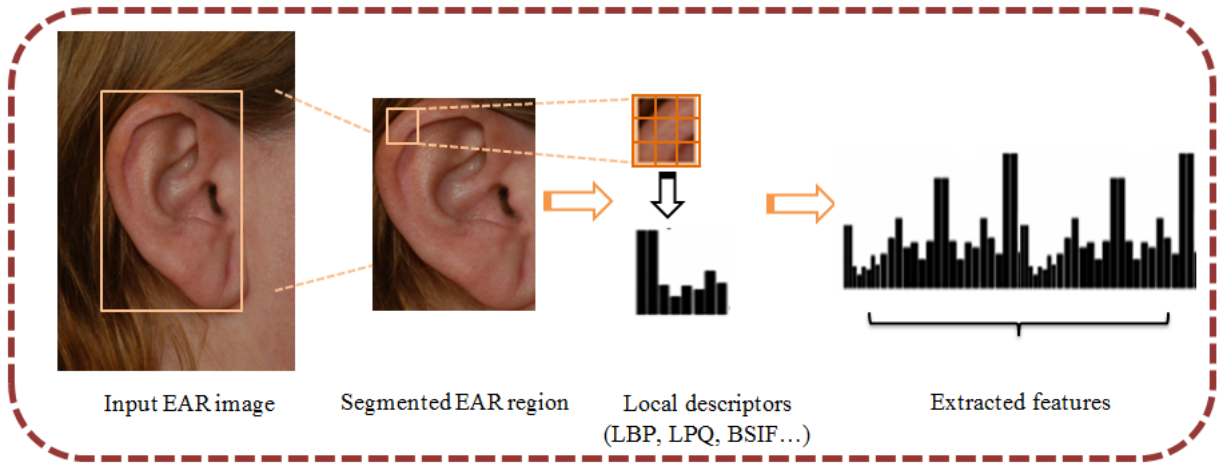 Input EAR image
Segmented EAR region
Local descriptors
(LBP, LPQ, BSIF…)
Extracted features